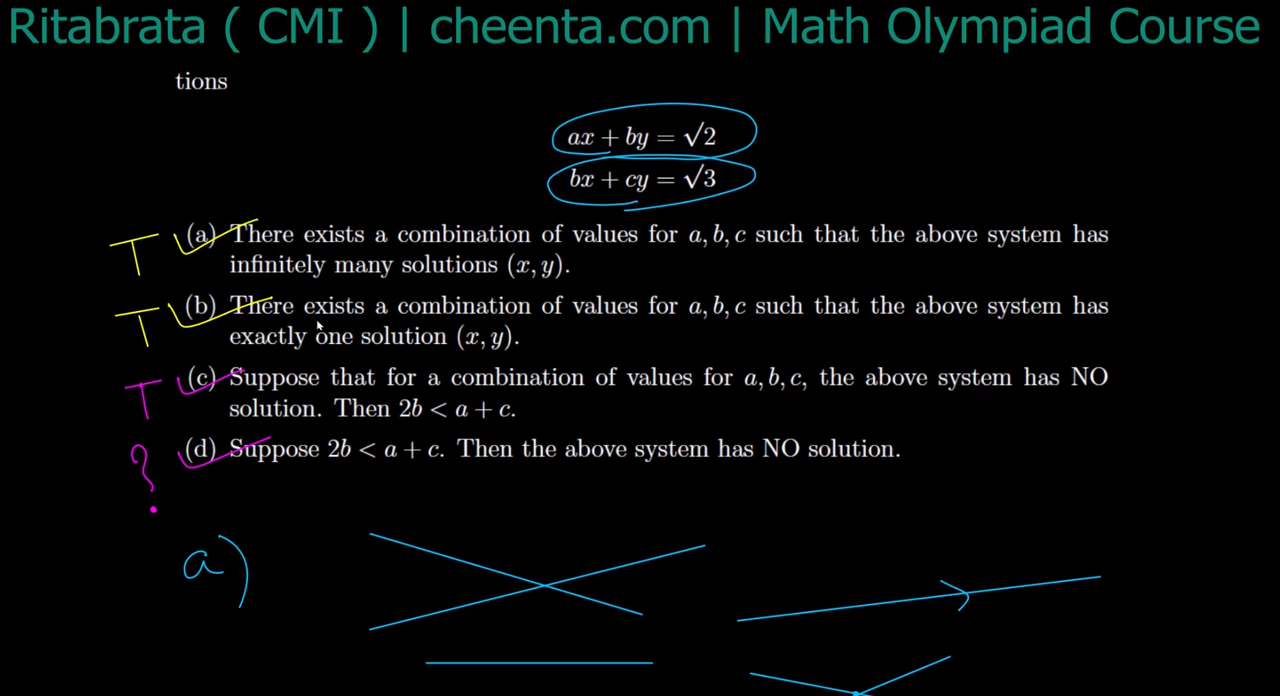 Ritabrata ( CMI ) | cheenta.com | Math Olympiad Course
tions
ax + by = √2
bx + cy = √3
T (a) There exists a combination of values for a, b, c such that the above system has
infinitely many solutions (x, y).
T (b) There exists a combination of values for a, b, c such that the above system has
exactly one solution (x, y).
T (c) Suppose that for a combination of values for a, b, c, the above system has NO
solution. Then 2b < a + c.
? (d) Suppose 2b < a + c. Then the above system has NO solution.
a)